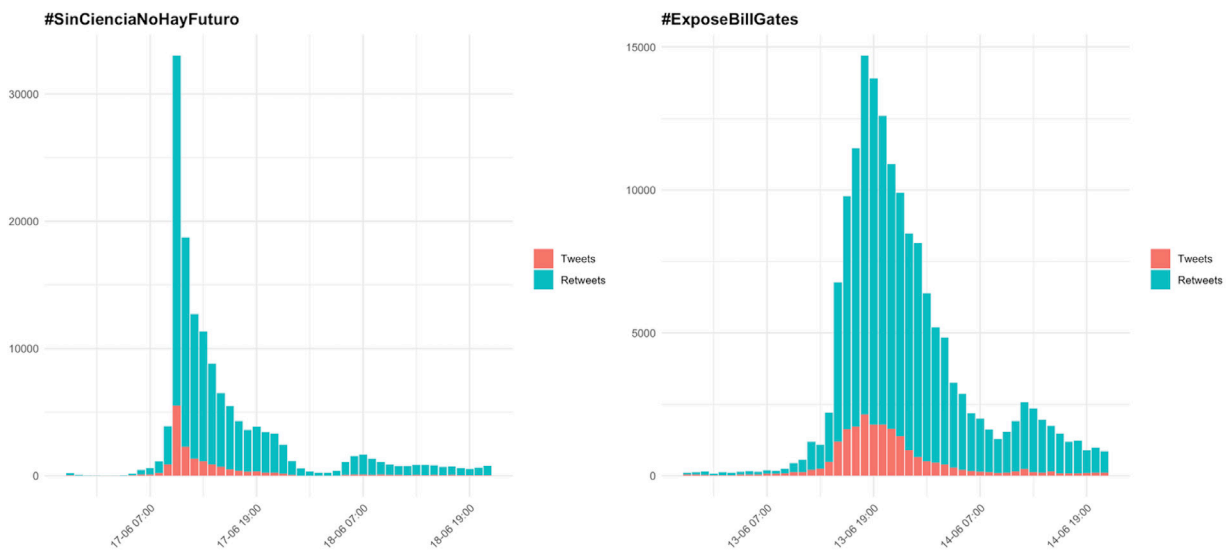 #SinCienciaNoHayFuturo
30000
20000
10000
0
17-06 07:00
17-06 19:00
18-06 07:00
18-06 19:00
Tweets
Retweets
#ExposeBillGates
15000
10000
5000
0
13-06 07:00
13-06 19:00
14-06 07:00
14-06 19:00
Tweets
Retweets